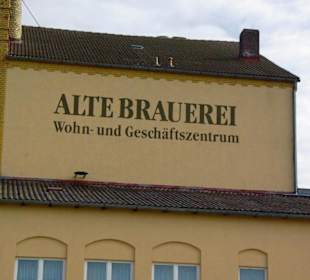 ALTE BRAUEREI
Wohn- und Geschäftszentrum